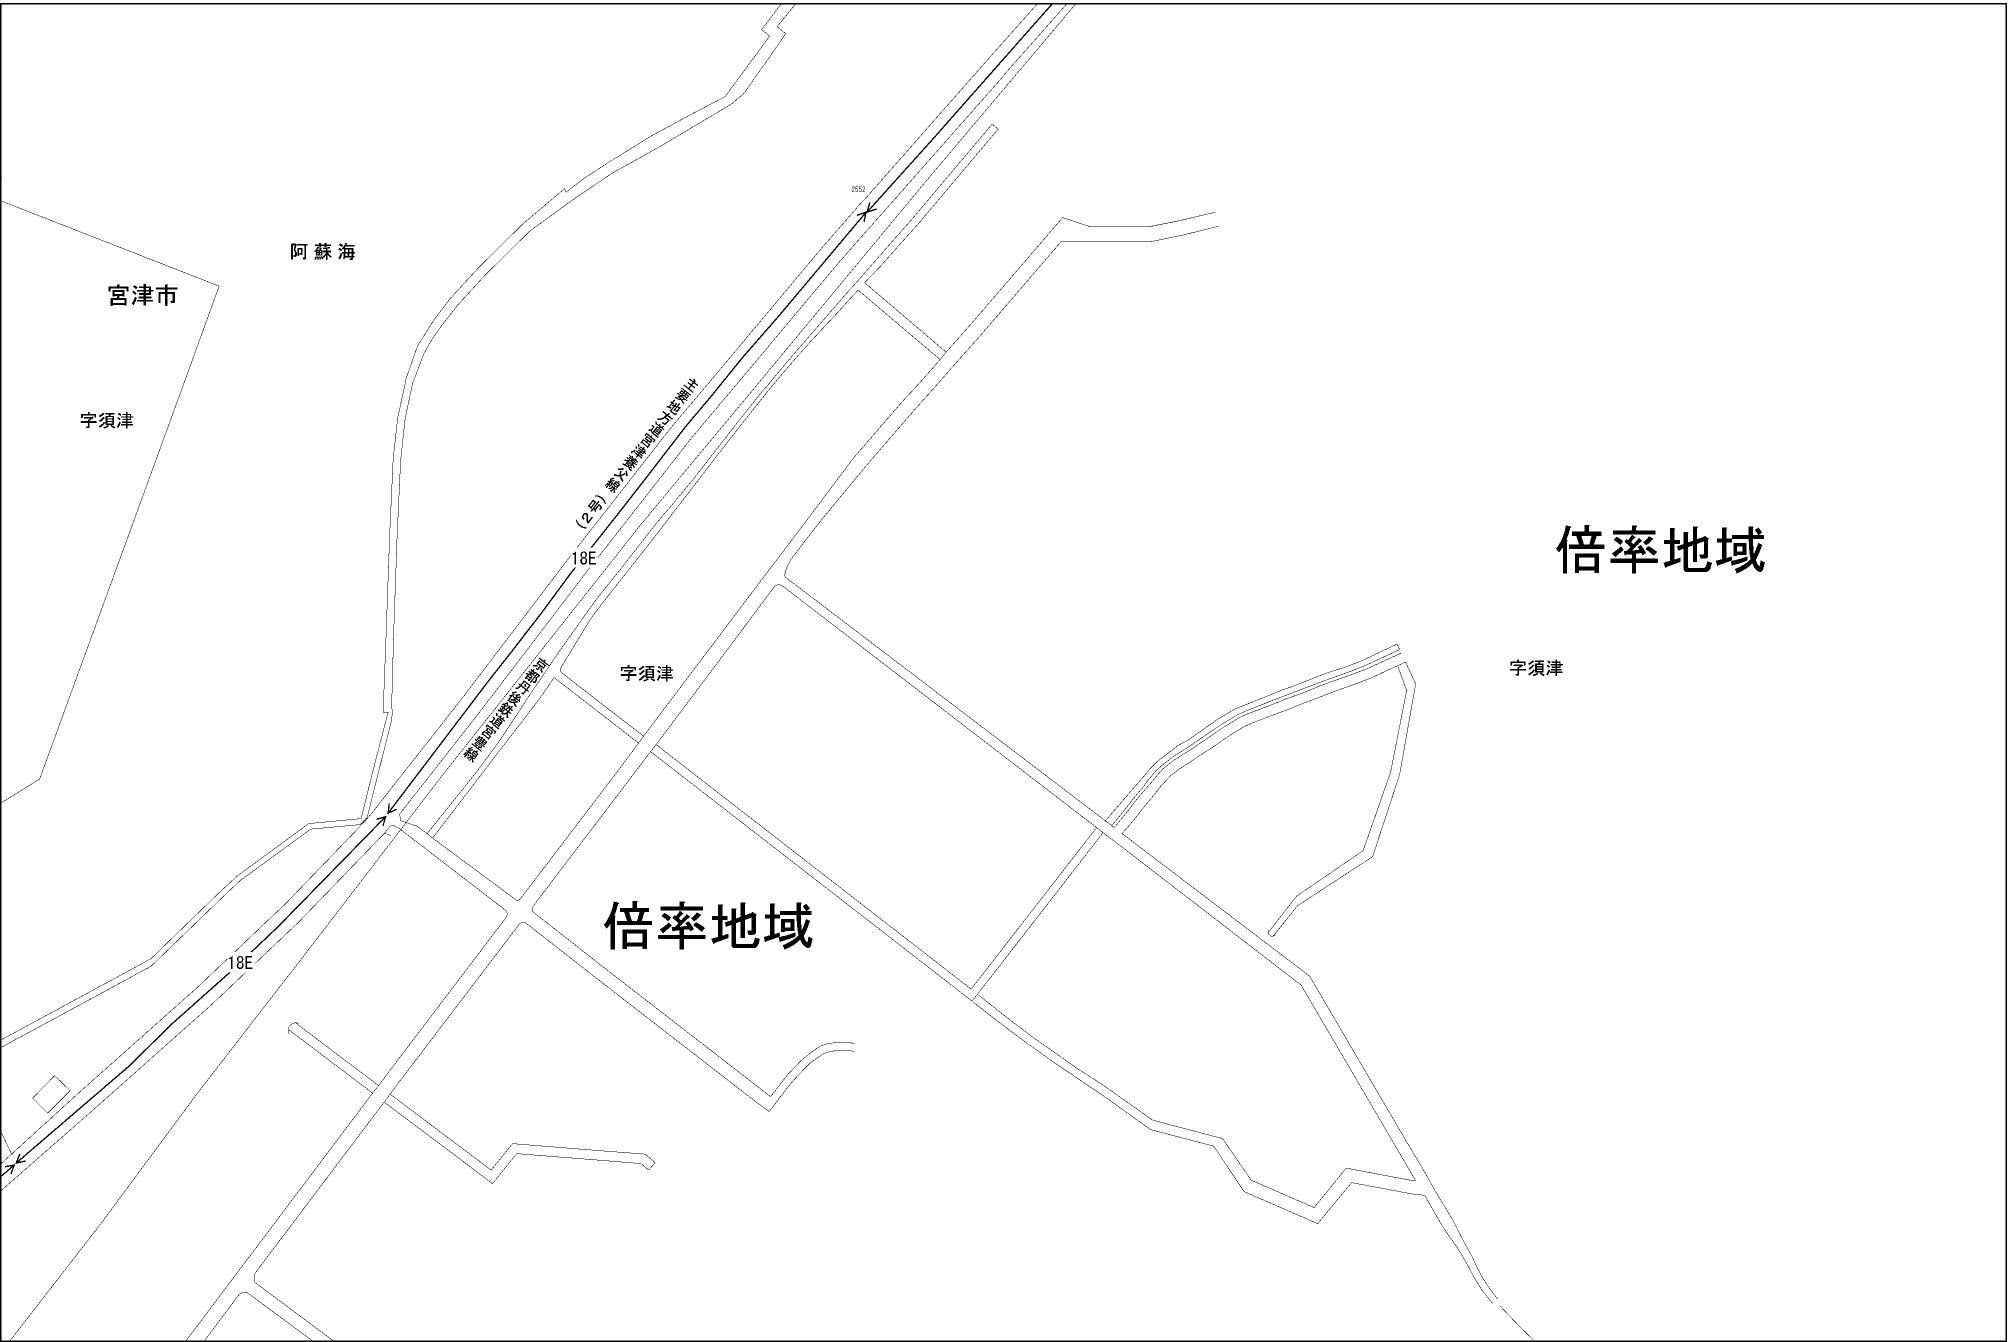 2552
阿蘇海
宮津市
字須津
主要地方道宮津養父線
(2号)
18E
倍率地域
字須津
字須津
京都丹後鉄道宮豊線
倍率地域
18E